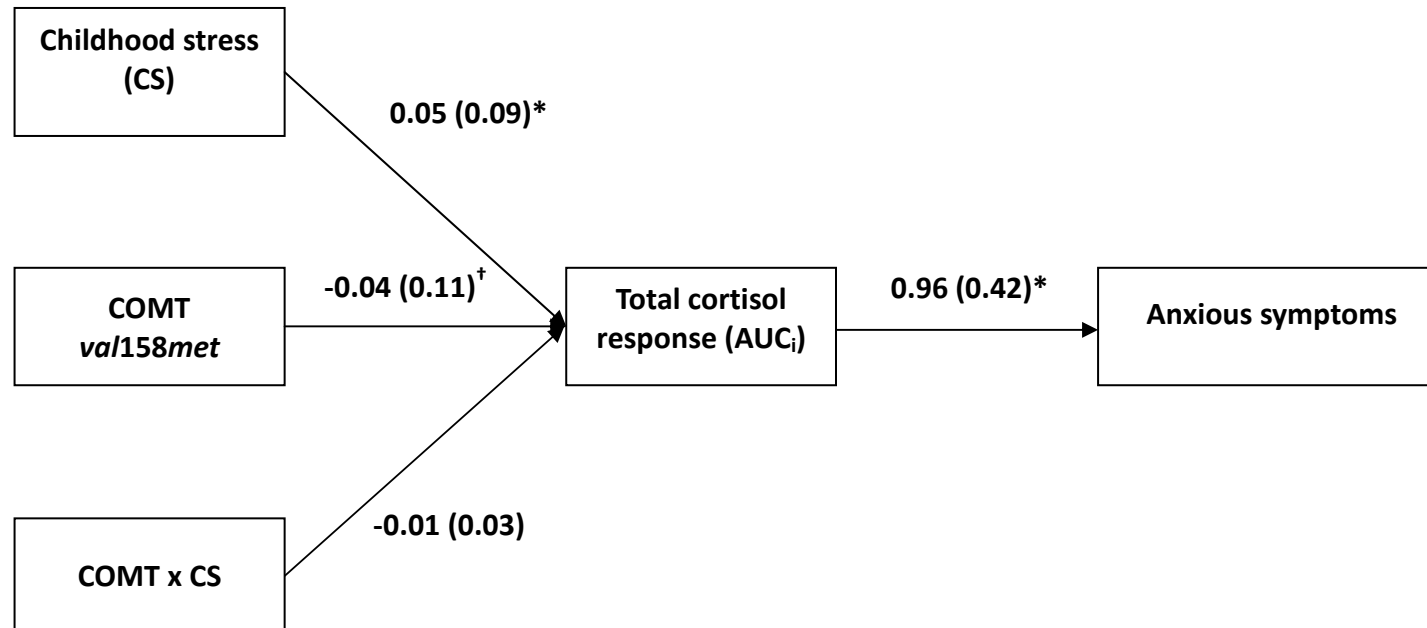 Childhood stress
(CS)
0.05 (0.09)*
COMT
val158met
-0.04 (0.11)†
Total cortisol
response (AUCi)
0.96 (0.42)*
Anxious symptoms
-0.01 (0.03)
COMT x CS